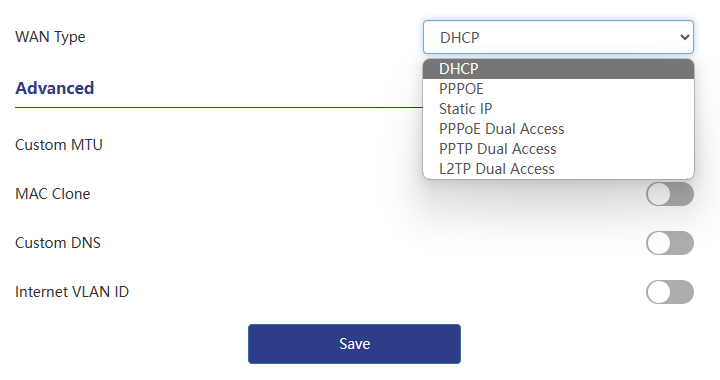 WAN Type
DHCP
DHCP
PPPOE
Static IP
PPPoE Dual Access
PPTP Dual Access
L2TP Dual Access
Advanced
Custom MTU
MAC Clone
Custom DNS
Internet VLAN ID
Save